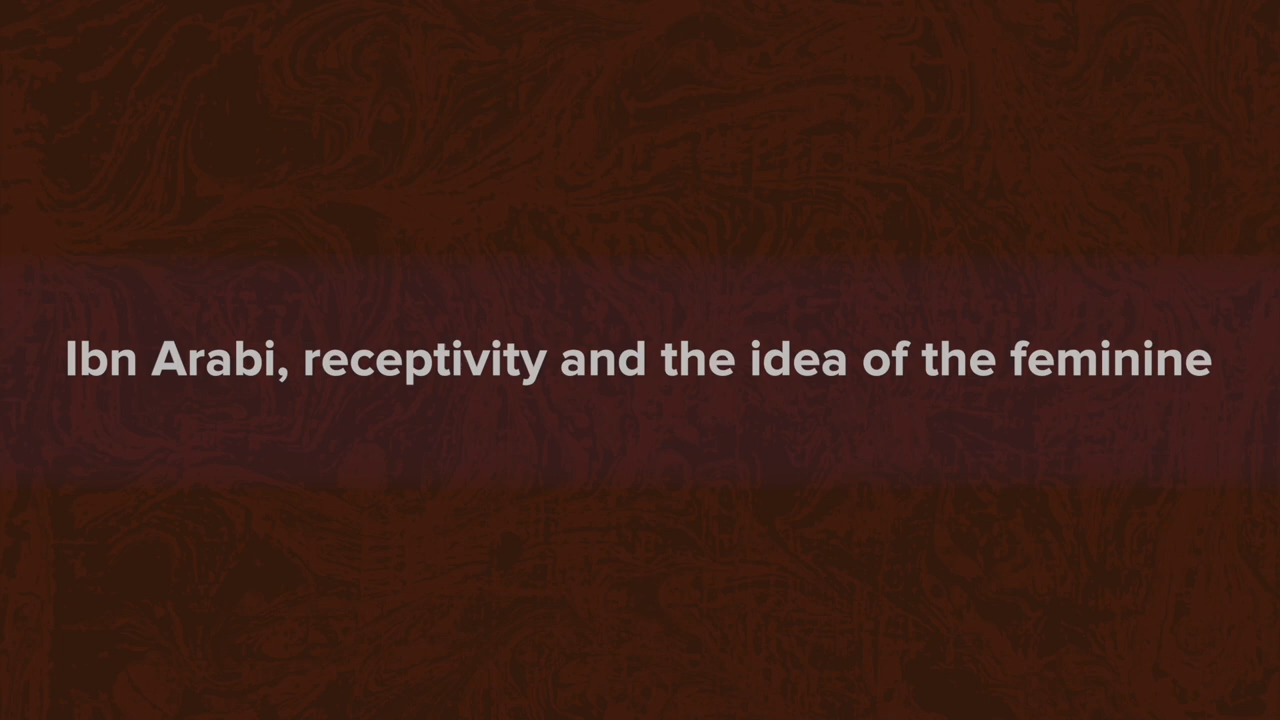 Ibn Arabi, receptivity and the idea of the feminine